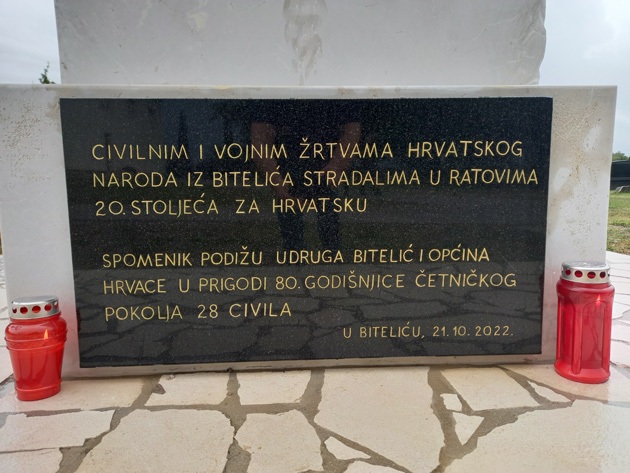 CIVILNIM I VOJNIM ŽRTVAMA HRVATSKOG
NARODA IZ BITELIĆA STRADALIMA U RATOVIMA
20. STOLJEĆA ZA HRVATSKU
SPOMENIK PODIŽU UDRUGA BITELIĆ I OPĆINA
HRVACE U PRIGODI 80. GODIŠNJICE ČETNIČKOG
POKOLJA 28 CIVILA
U BITELIĆU, 21.10.2022.